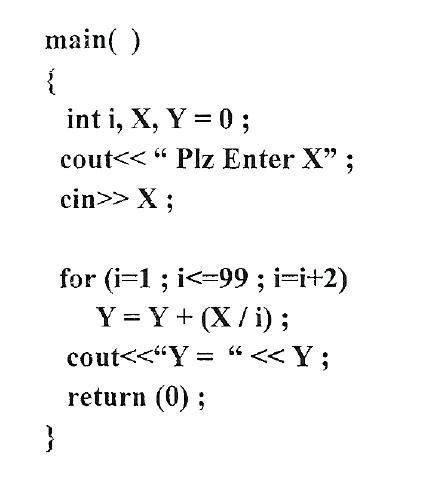 main( )
{
int i, X, Y = 0 ;
cout<< “ Plz Enter X” ;
cin>> X ;
for (i=1 ; i<=99 ; i=i+2)
Y = Y + (X / i) ;
cout<<“Y = “ << Y ;
return (0) ;
}